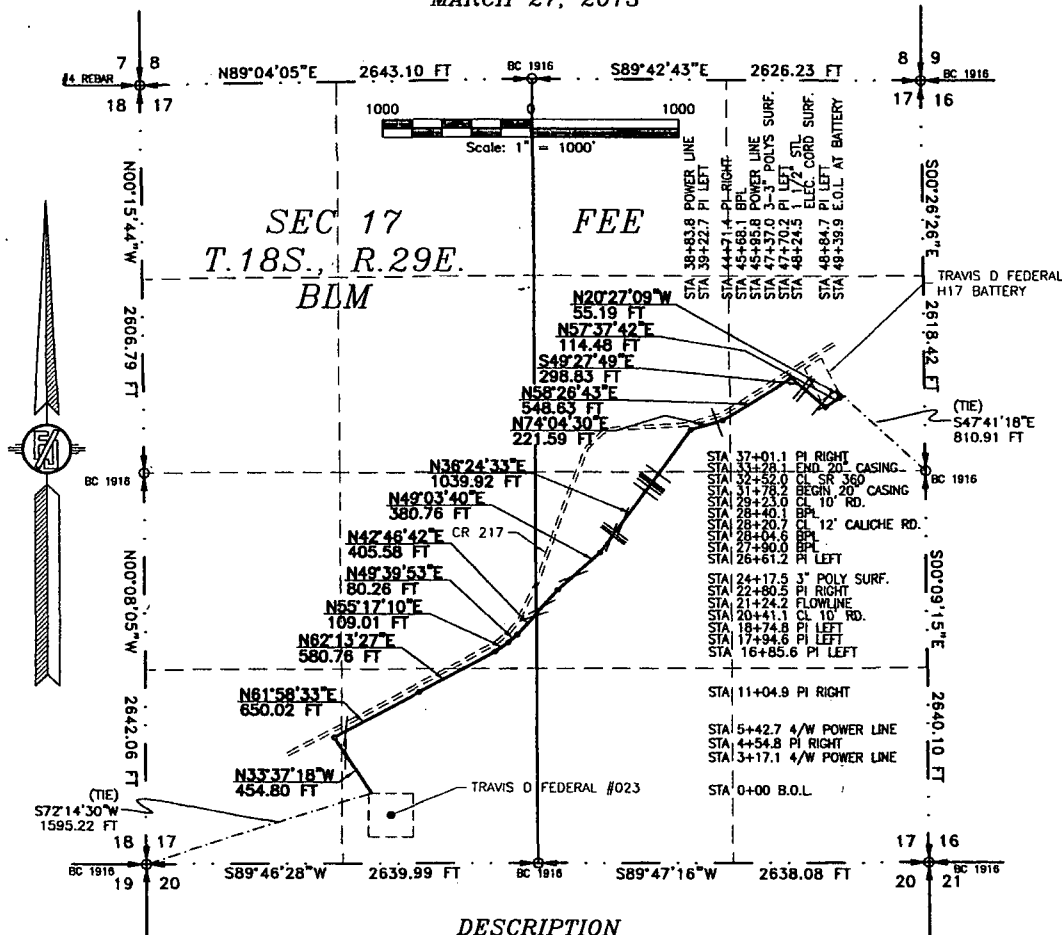 MARCH 27, 2013
7 8
8 9
#4 REBAR
N89°04'05"E 2643.10 FT
BC 1916
S89°42'43"E 2626.23 FT
BC 1916
18 17
17 16
1000 0 1000
Scale: 1" = 1000'
STA 38+83.8 POWER LINE
STA 39+22.7 PI LEFT
STA 44+71.4 PI RIGHT
STA 45+68.1 BPL
STA 45+95.8 POWER LINE
STA 47+37.0 3-3" POLYS SURF.
STA 47+70.2 PI LEFT
STA 48+24.5 1 1/2" STL
ELEC. CORD SURF.
STA 48+84.7 PI LEFT
STA 49+39.9 E.O.L. AT BATTERY
N00°15'44"W 2606.79 FT
S00°26'26"E 2618.42 FT
SEC 17
T.18S., R.29E.
BLM
FEE
TRAVIS D FEDERAL
H17 BATTERY
N20°27'09"W
55.19 FT
N57°37'42"E
114.48 FT
S49°27'49"E
298.83 FT
N58°26'43"E
548.63 FT
N74°04'30"E
221.59 FT
(TIE)
S47°41'18"E
810.91 FT
BC 1916
BC 1916
N36°24'33"E
1039.92 FT
N49°03'40"E
380.76 FT
N42°46'42"E
405.58 FT
CR 217
N49°39'53"E
80.26 FT
N55°17'10"E
109.01 FT
N62°13'27"E
580.76 FT
N61°58'33"E
650.02 FT
N33°37'18"W
454.80 FT
STA 37+01.1 PI RIGHT
STA 33+28.1 END 20" CASING
STA 32+52.0 CL SR 360
STA 31+78.2 BEGIN 20" CASING
STA 29+23.0 CL 10' RD.
STA 28+40.1 BPL
STA 28+20.7 CL 12' CALICHE RD.
STA 28+04.6 BPL
STA 27+90.0 BPL
STA 26+61.2 PI LEFT
STA 24+17.5 3" POLY SURF.
STA 22+80.5 PI RIGHT
STA 21+24.2 FLOWLINE
STA 20+41.1 CL 10' RD.
STA 18+74.8 PI LEFT
STA 17+94.6 PI LEFT
STA 16+85.6 PI LEFT
STA 11+04.9 PI RIGHT
STA 5+42.7 4/W POWER LINE
STA 4+54.8 PI RIGHT
STA 3+17.1 4/W POWER LINE
STA 0+00 B.O.L.
N00°08'05"W 2642.06 FT
S00°09'15"E 2640.10 FT
TRAVIS D FEDERAL #023
(TIE)
S72°14'30"W
1595.22 FT
18 17
17 16
BC 1916
19 20
S89°46'28"W 2639.99 FT
BC 1916
S89°47'16"W 2638.08 FT
BC 1916
20 21
DESCRIPTION